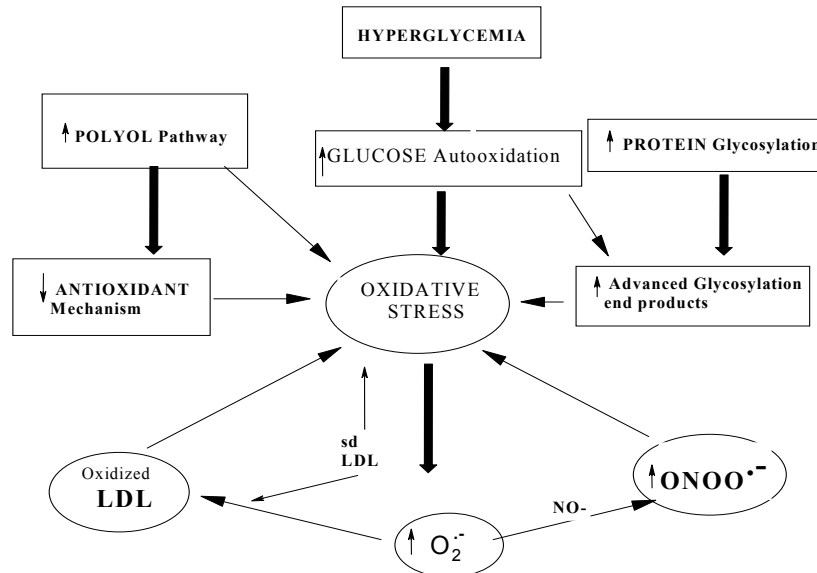 HYPERGLYCEMIA
↑ POLYOL Pathway
↑ GLUCOSE Autooxidation
↑ PROTEIN Glycosylation
↓ ANTIOXIDANT
Mechanism
OXIDATIVE
STRESS
↑ Advanced Glycosylation
end products
sd
LDL
Oxidized
LDL
↑ O₂·-
NO-
↑ ONOO·-